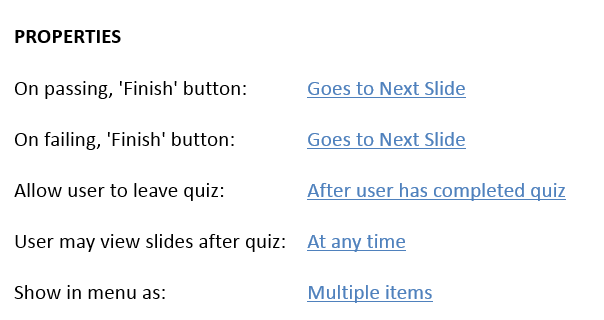 PROPERTIES
On passing, 'Finish' button: Goes to Next Slide
On failing, 'Finish' button: Goes to Next Slide
Allow user to leave quiz: After user has completed quiz
User may view slides after quiz: At any time
Show in menu as: Multiple items